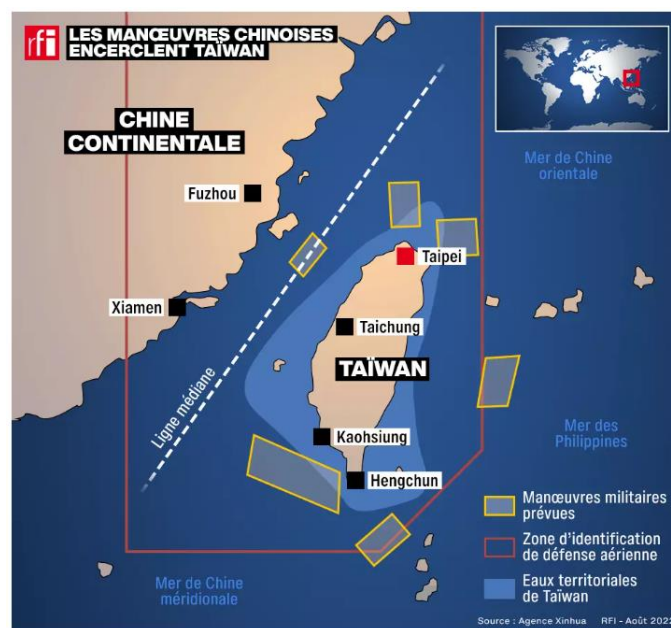 rfi
LES MANŒUVRES CHINOISES
ENCERCLENT TAÏWAN
CHINE
CONTINENTALE
Mer de Chine
orientale
Fuzhou
Taipei
Xiamen
Taichung
TAÏWAN
Ligne médiane
Mer des
Philippines
Kaohsiung
Hengchun
Manœuvres militaires
prévues
Zone d'identification
de défense aérienne
Eaux territoriales
de Taïwan
Mer de Chine
méridionale
Source : Agence Xinhua RFI - Août 2022